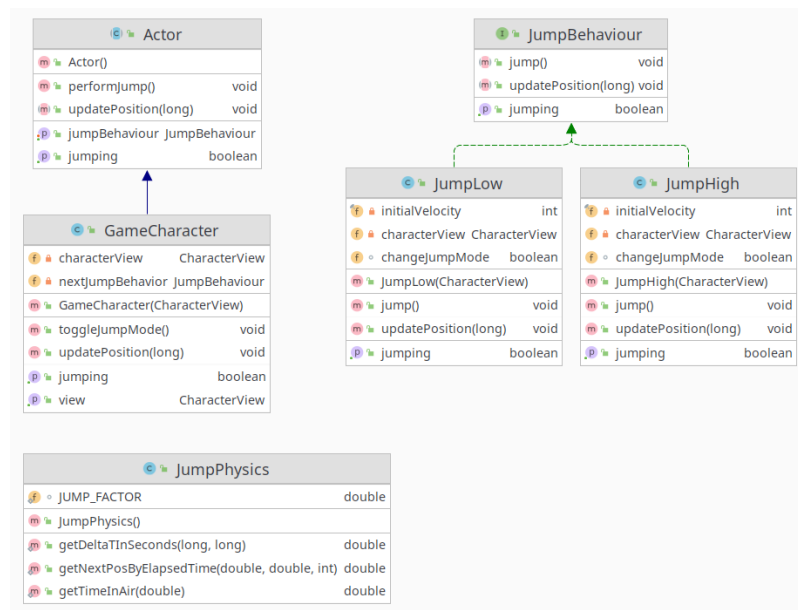 Actor
Actor()
performJump() void
updatePosition(long) void
jumpBehaviour JumpBehaviour
jumping boolean
JumpBehaviour
jump() void
updatePosition(long) void
jumping boolean
GameCharacter
characterView CharacterView
nextJumpBehavior JumpBehaviour
GameCharacter(CharacterView)
toggleJumpMode() void
updatePosition(long) void
jumping boolean
view CharacterView
JumpLow
initialVelocity int
characterView CharacterView
changeJumpMode boolean
JumpLow(CharacterView)
jump() void
updatePosition(long) void
jumping boolean
JumpHigh
initialVelocity int
characterView CharacterView
changeJumpMode boolean
JumpHigh(CharacterView)
jump() void
updatePosition(long) void
jumping boolean
JumpPhysics
JUMP_FACTOR double
JumpPhysics()
getDeltaTInSeconds(long, long) double
getNextPosByElapsedTime(double, double, int) double
getTimeInAir(double) double